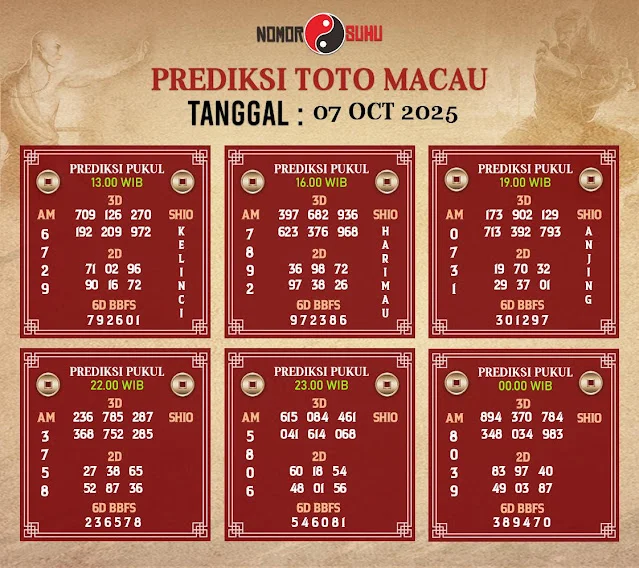 NOMOR SUHU
PREDIKSI TOTO MACAU
TANGGAL : 07 OCT 2025
PREDIKSI PUKUL
13.00 WIB
3D
AM 709 126 270 SHIO
192 209 972
6 7 2 9
KELINCI
2D
71 02 96
90 16 72
6D BBFS
792601
PREDIKSI PUKUL
16.00 WIB
3D
AM 397 682 936 SHIO
623 376 968
7 8 9 2
HARIMAU
2D
36 98 72
97 38 26
6D BBFS
972386
PREDIKSI PUKUL
19.00 WIB
3D
AM 173 902 129 SHIO
713 392 793
0 7 3 1
ANJING
2D
19 70 32
29 37 01
6D BBFS
301297
PREDIKSI PUKUL
22.00 WIB
3D
AM 236 785 287 SHIO
368 752 285
3 7 5 8
2D
27 38 65
52 87 36
6D BBFS
236578
PREDIKSI PUKUL
23.00 WIB
3D
AM 615 084 461 SHIO
041 614 068
5 8 0 6
2D
60 18 54
48 01 56
6D BBFS
546081
PREDIKSI PUKUL
00.00 WIB
3D
AM 894 370 784 SHIO
348 034 983
8 0 3 9
2D
83 97 40
49 03 87
6D BBFS
389470